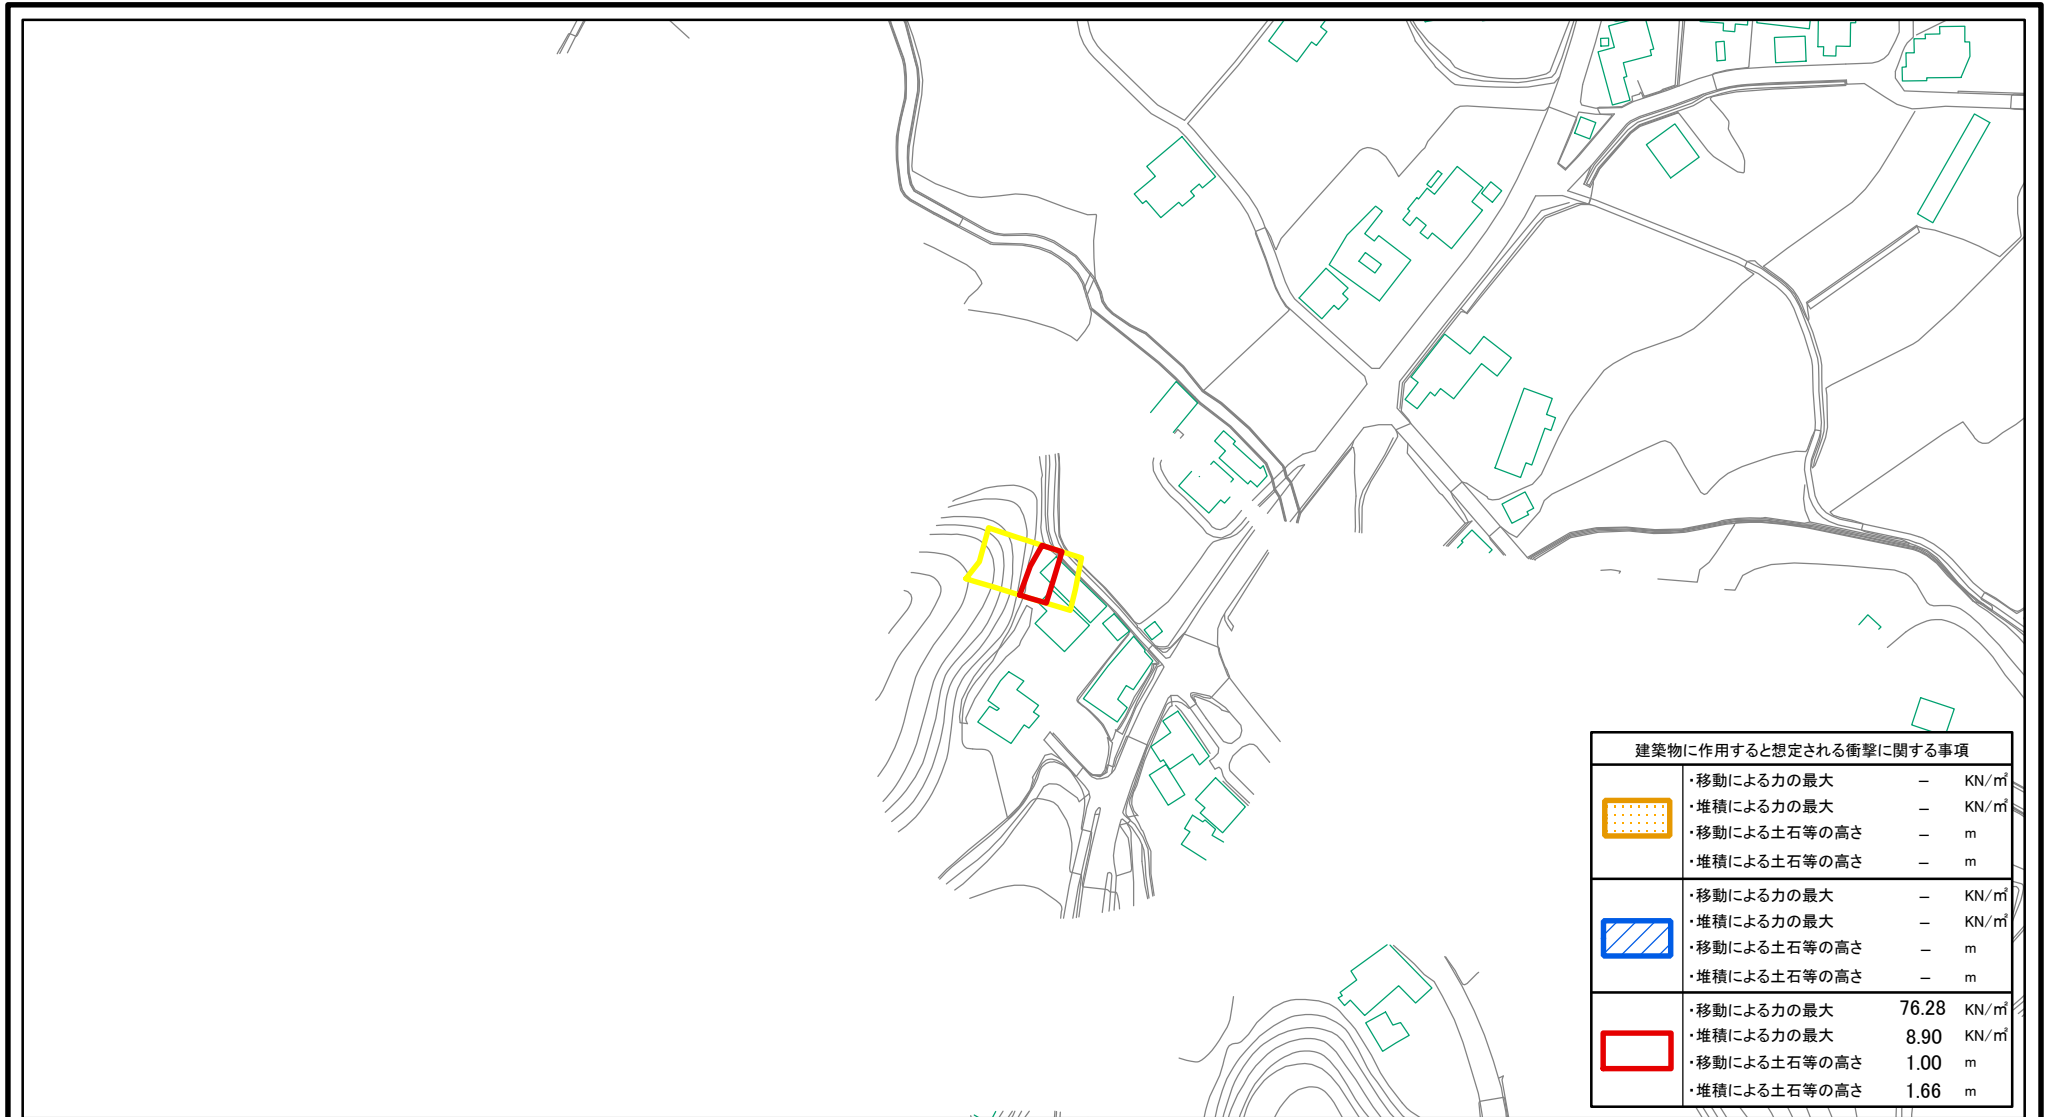 建築物に作用すると想定される衝撃に関する事項
・移動による力の最大 － KN/㎡
・堆積による力の最大 － KN/㎡
・移動による土石等の高さ － m
・堆積による土石等の高さ － m
・移動による力の最大 － KN/㎡
・堆積による力の最大 － KN/㎡
・移動による土石等の高さ － m
・堆積による土石等の高さ － m
・移動による力の最大 76.28 KN/㎡
・堆積による力の最大 8.90 KN/㎡
・移動による土石等の高さ 1.00 m
・堆積による土石等の高さ 1.66 m